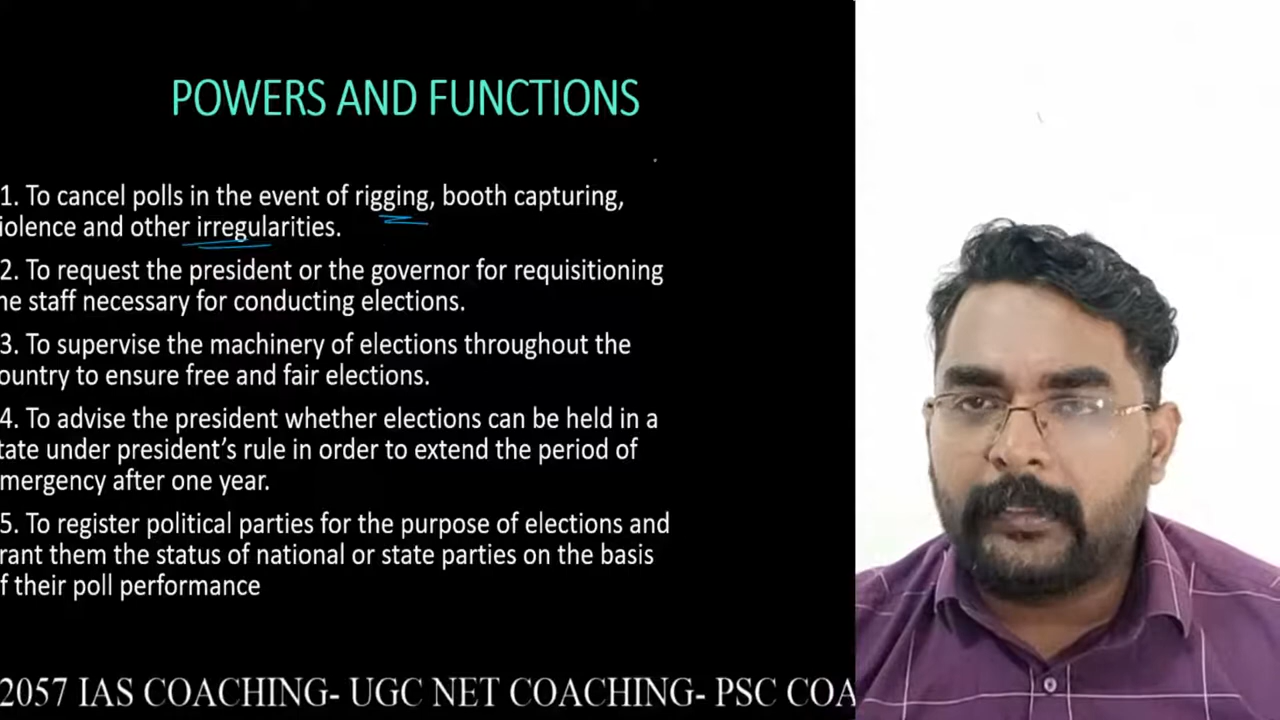 POWERS AND FUNCTIONS
1. To cancel polls in the event of rigging, booth capturing,
iolence and other irregularities.
2. To request the president or the governor for requisitioning
he staff necessary for conducting elections.
3. To supervise the machinery of elections throughout the
ountry to ensure free and fair elections.
4. To advise the president whether elections can be held in a
tate under president’s rule in order to extend the period of
mergency after one year.
5. To register political parties for the purpose of elections and
rant them the status of national or state parties on the basis
f their poll performance
2057 IAS COACHING- UGC NET COACHING- PSC COA